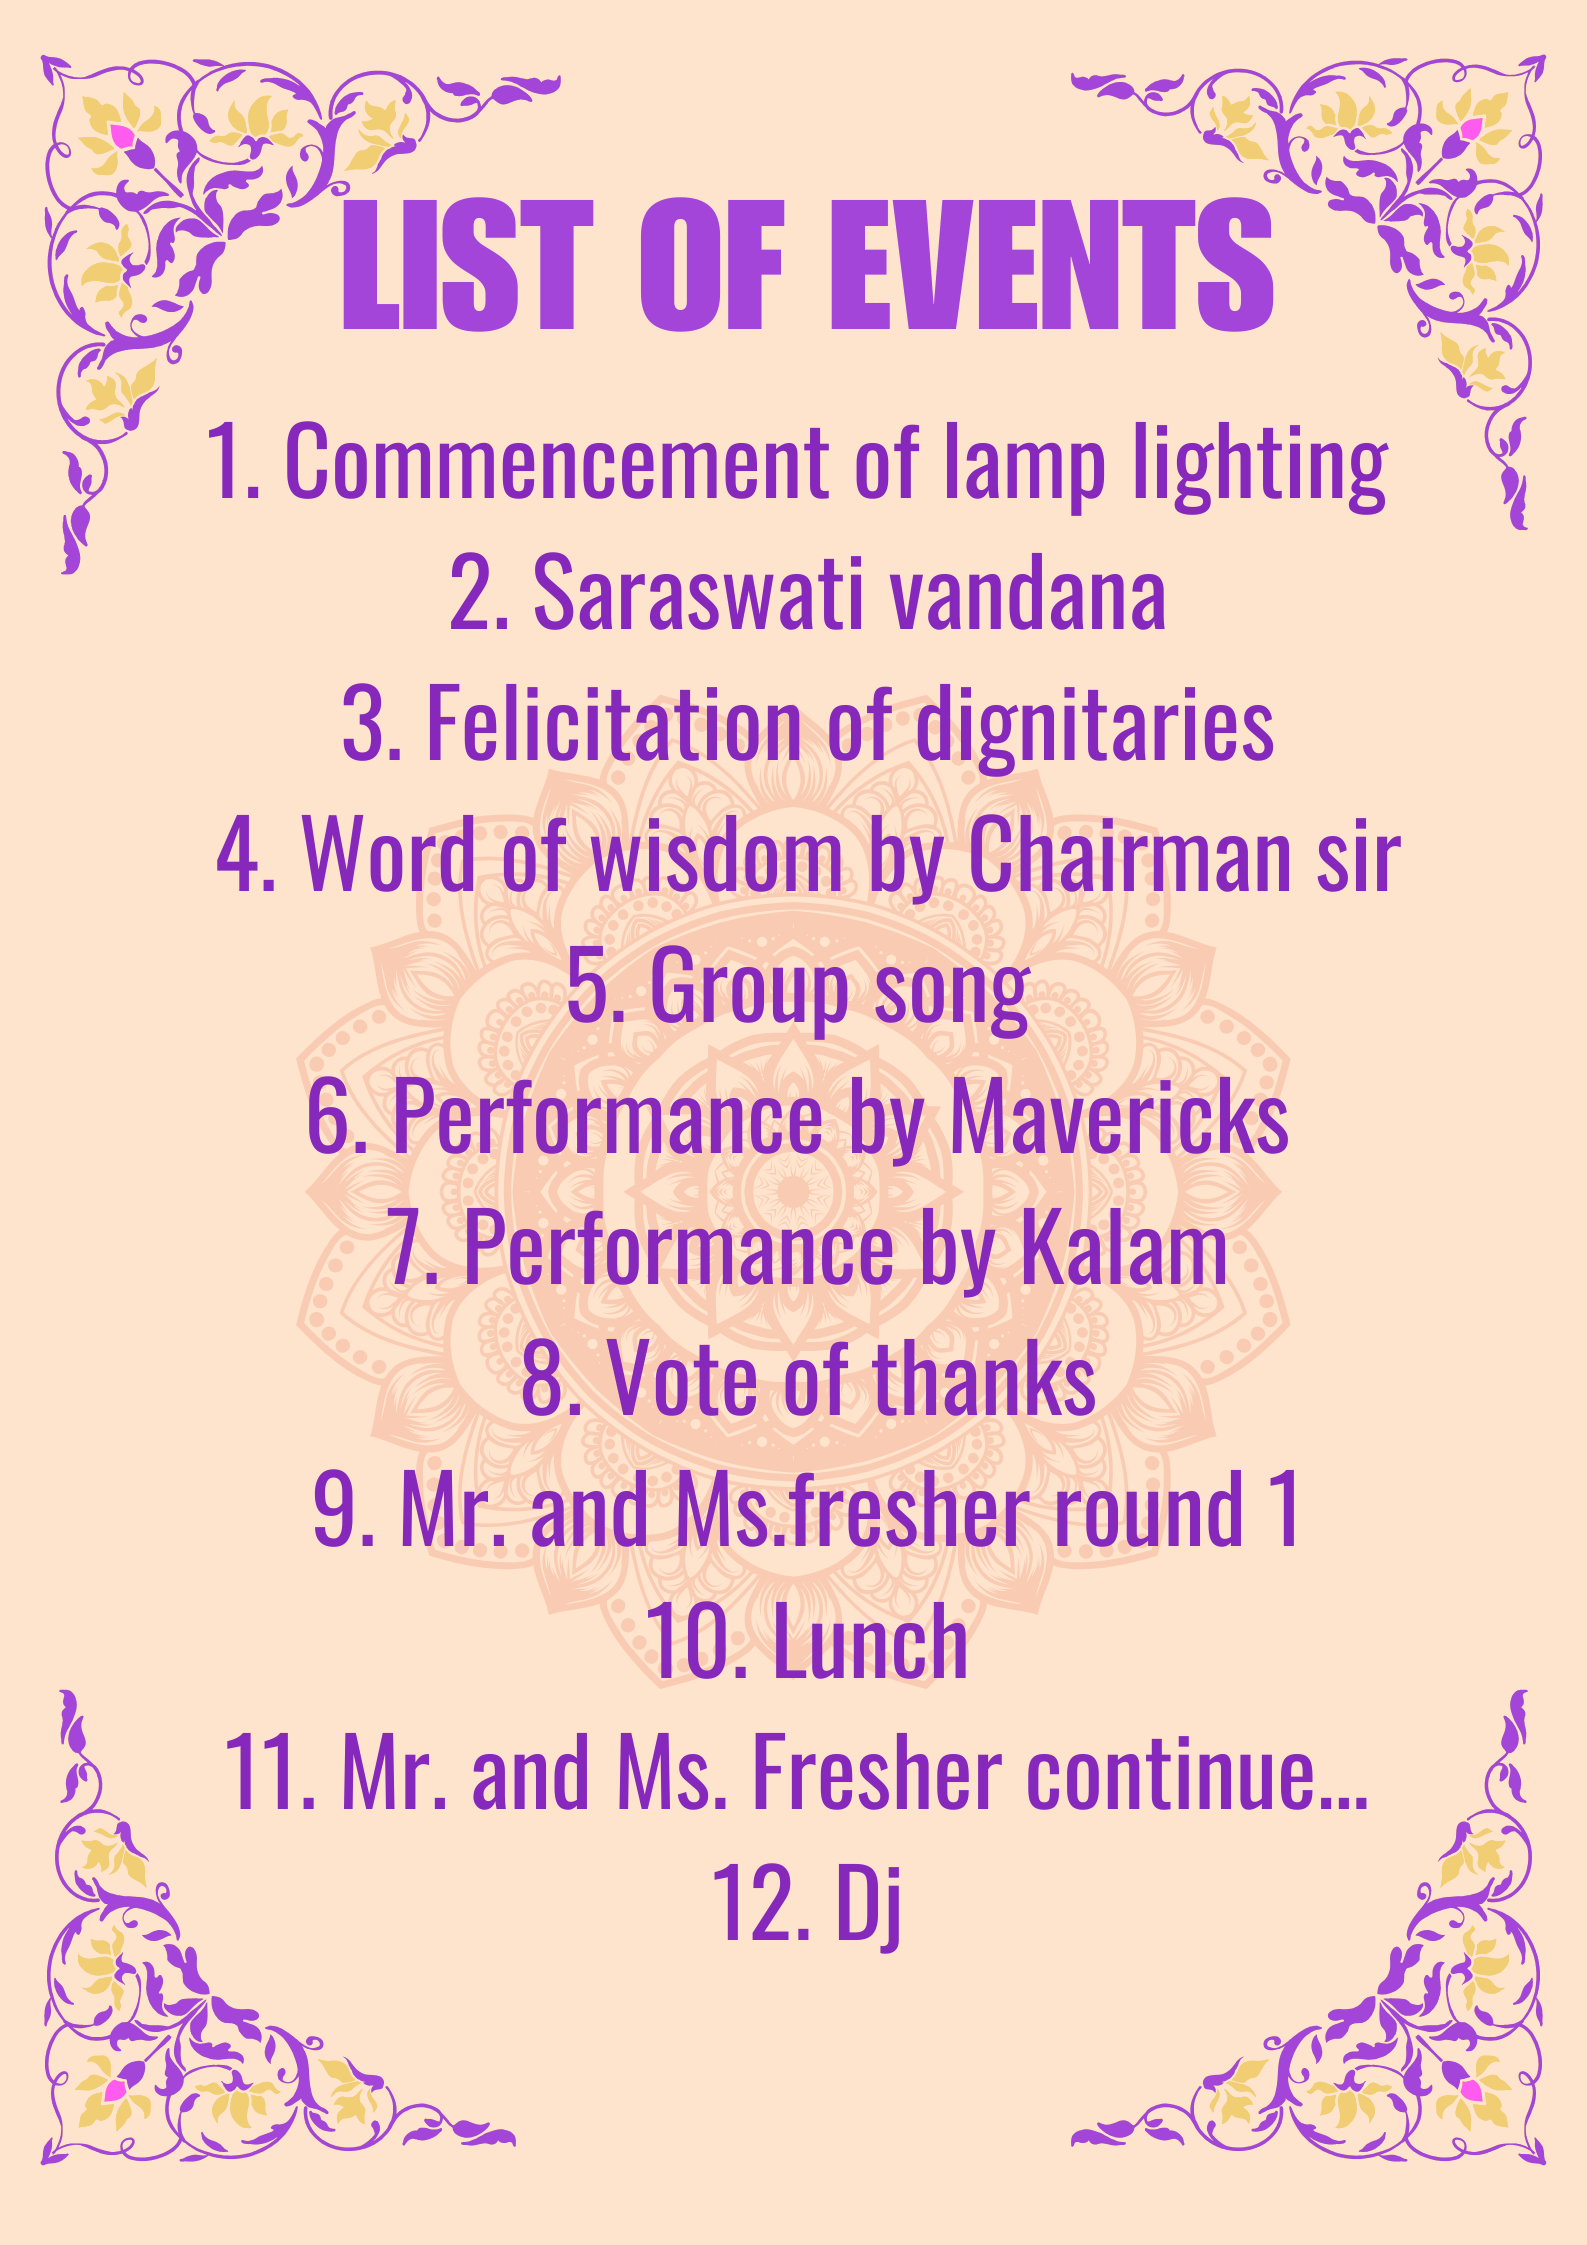 LIST OF EVENTS
1. Commencement of lamp lighting
2. Saraswati vandana
3. Felicitation of dignitaries
4. Word of wisdom by Chairman sir
5. Group song
6. Performance by Mavericks
7. Performance by Kalam
8. Vote of thanks
9. Mr. and Ms.fresher round 1
10. Lunch
11. Mr. and Ms. Fresher continue...
12. Dj